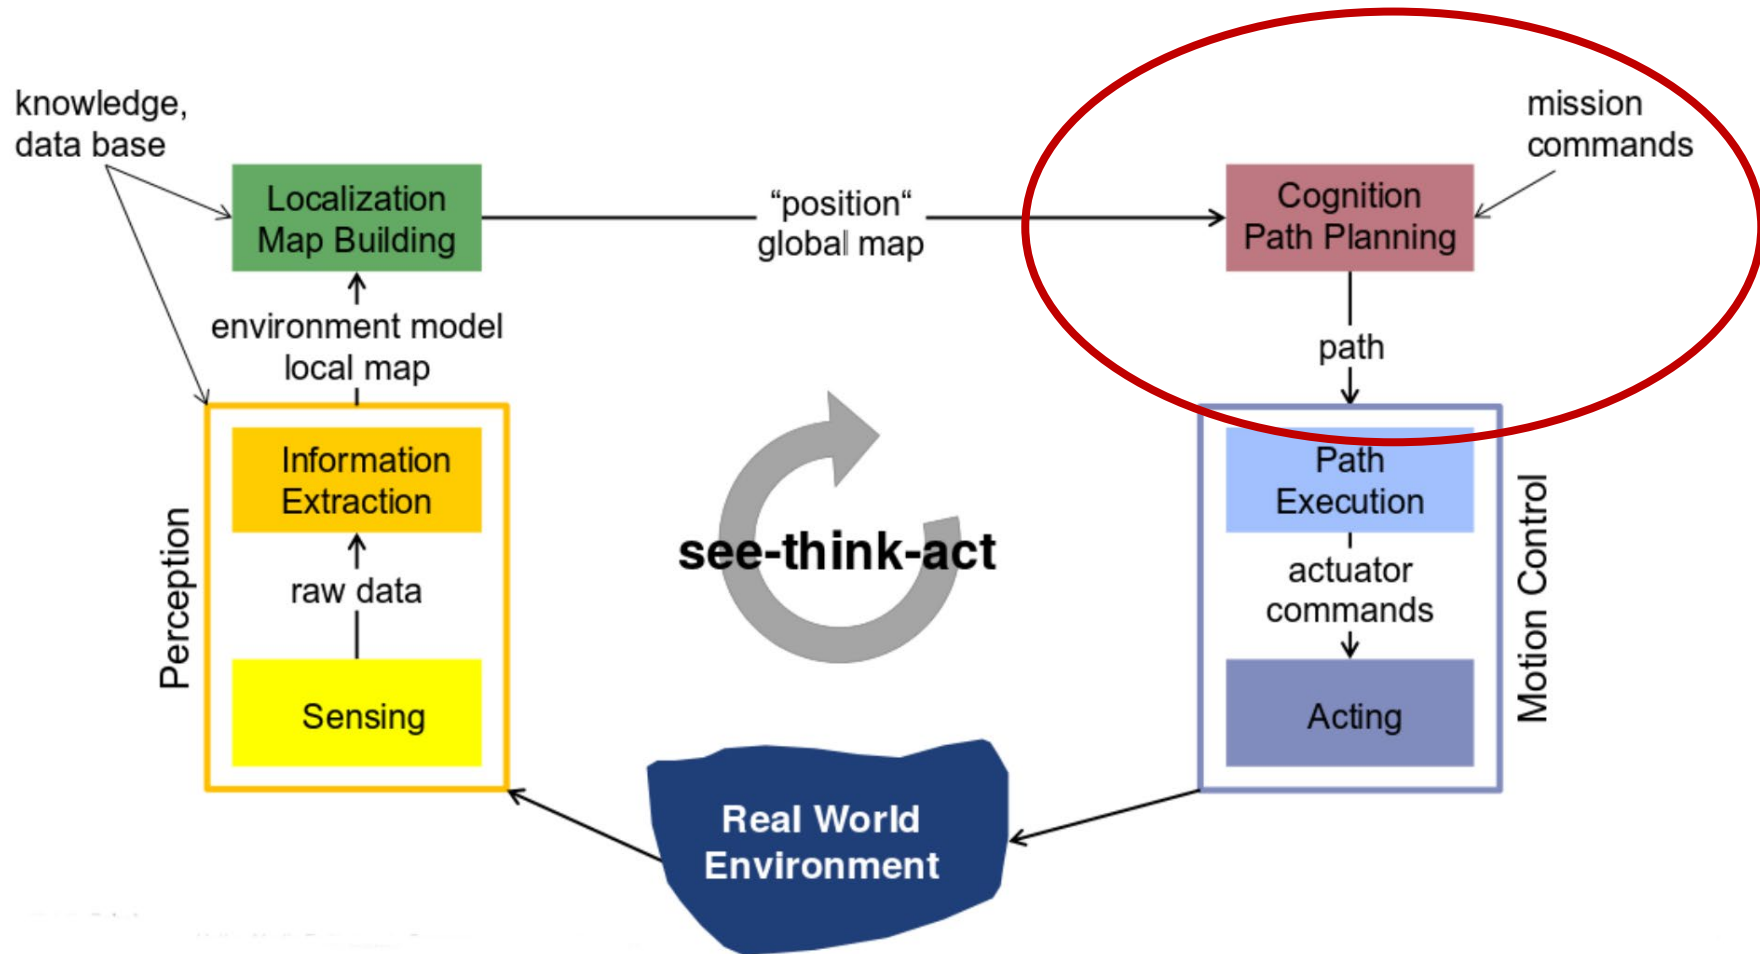 knowledge,
data base
Localization
Map Building
“position“
global map
Cognition
Path Planning
mission
commands
environment model
local map
path
Information
Extraction
raw data
Sensing
Perception
see-think-act
Path
Execution
actuator
commands
Acting
Motion Control
Real World
Environment